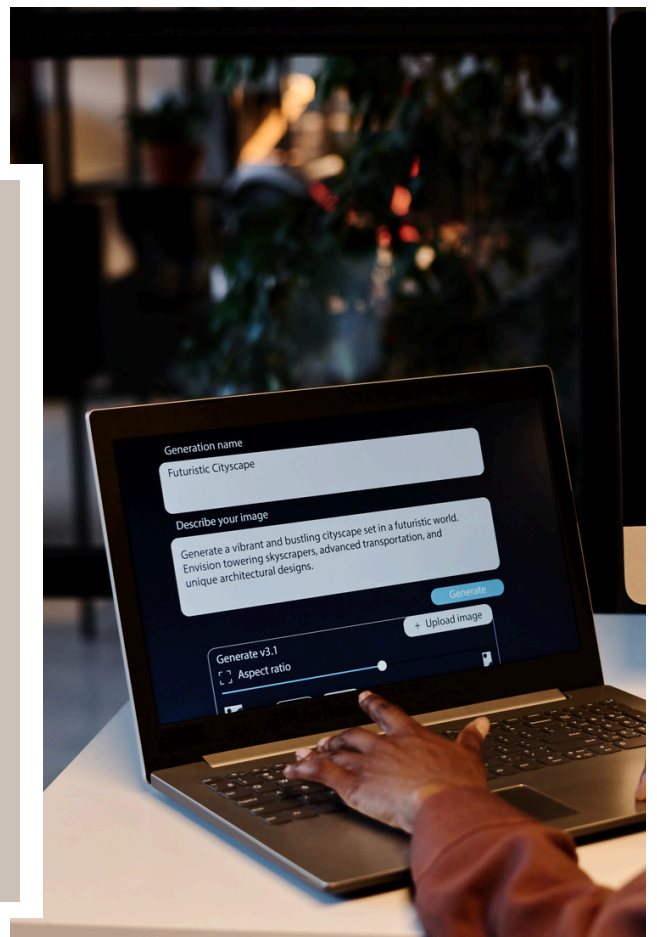 Generation name
Futuristic Cityscape
Describe your image
Generate a vibrant and bustling cityscape set in a futuristic world.
Envision towering skyscrapers, advanced transportation, and
unique architectural designs.
Generate
+ Upload image
Generate v3.1
Aspect ratio